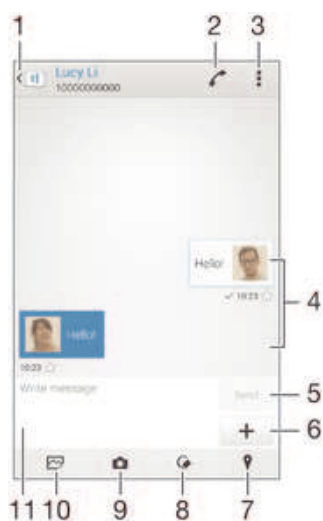 1 2 3
Lucy Li
10000000000
Hello!
10:23
4
Hello!
10:23
Write message
Send 5
6
11 10 9 8 7